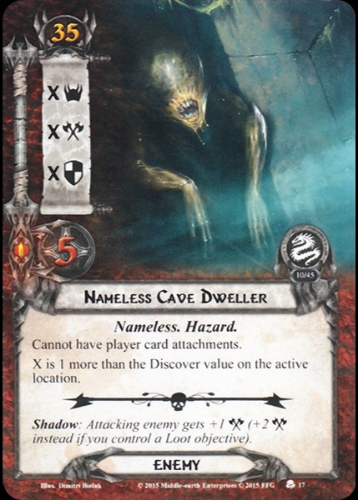 35
X
X
X
5
10/45
NAMELESS CAVE DWELLER
Nameless. Hazard.
Cannot have player card attachments.
X is 1 more than the Discover value on the active
location.
Shadow: Attacking enemy gets +1 (+2
instead if you control a Loot objective).
ENEMY
Illus. Dimitri Bielak © 2015 Middle-earth Enterprises © 2015 FFG 17